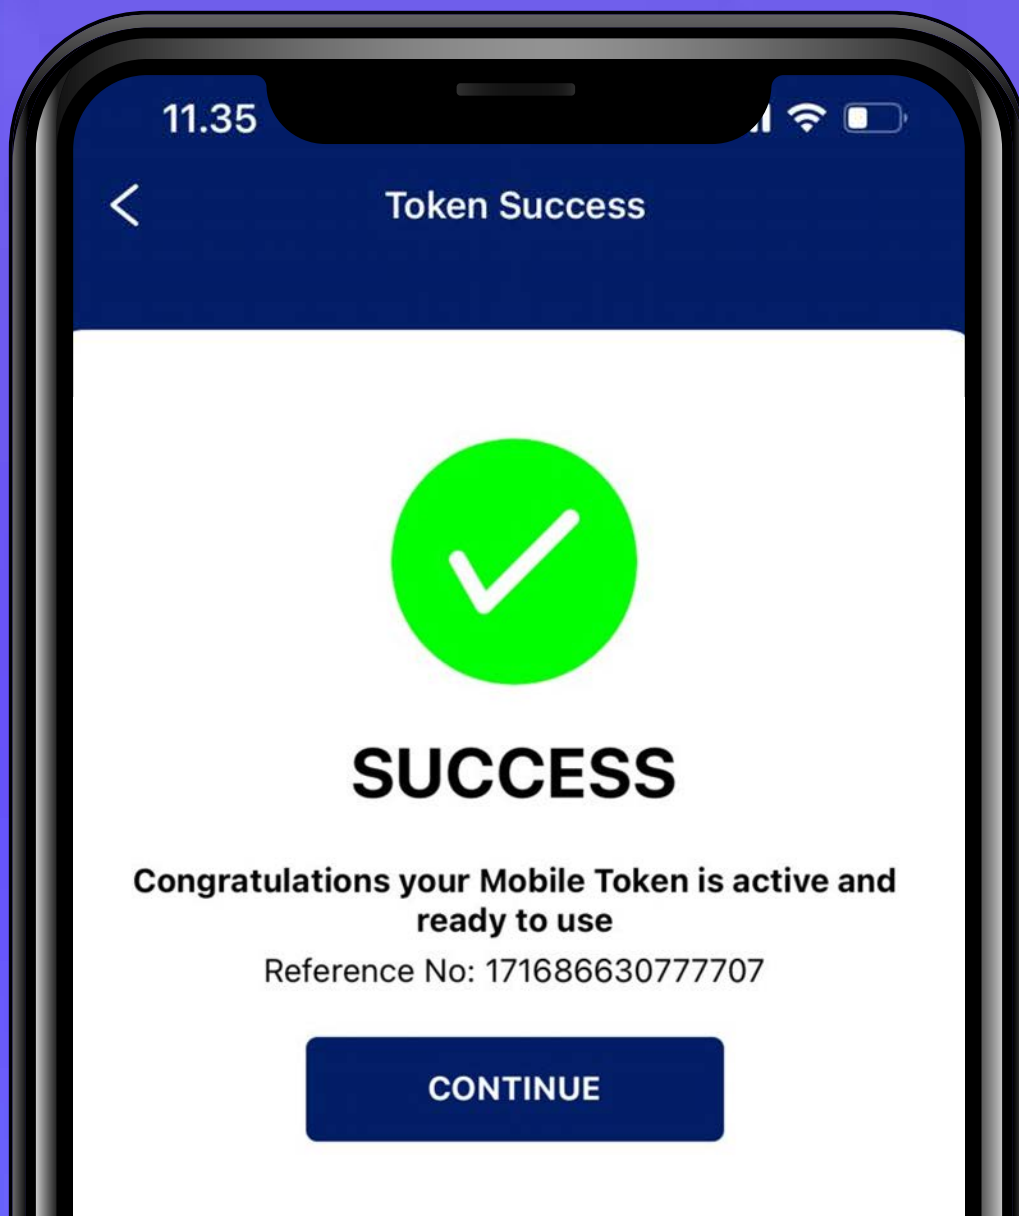 11.35
Token Success
SUCCESS
Congratulations your Mobile Token is active and
ready to use
Reference No: 171686630777707
CONTINUE